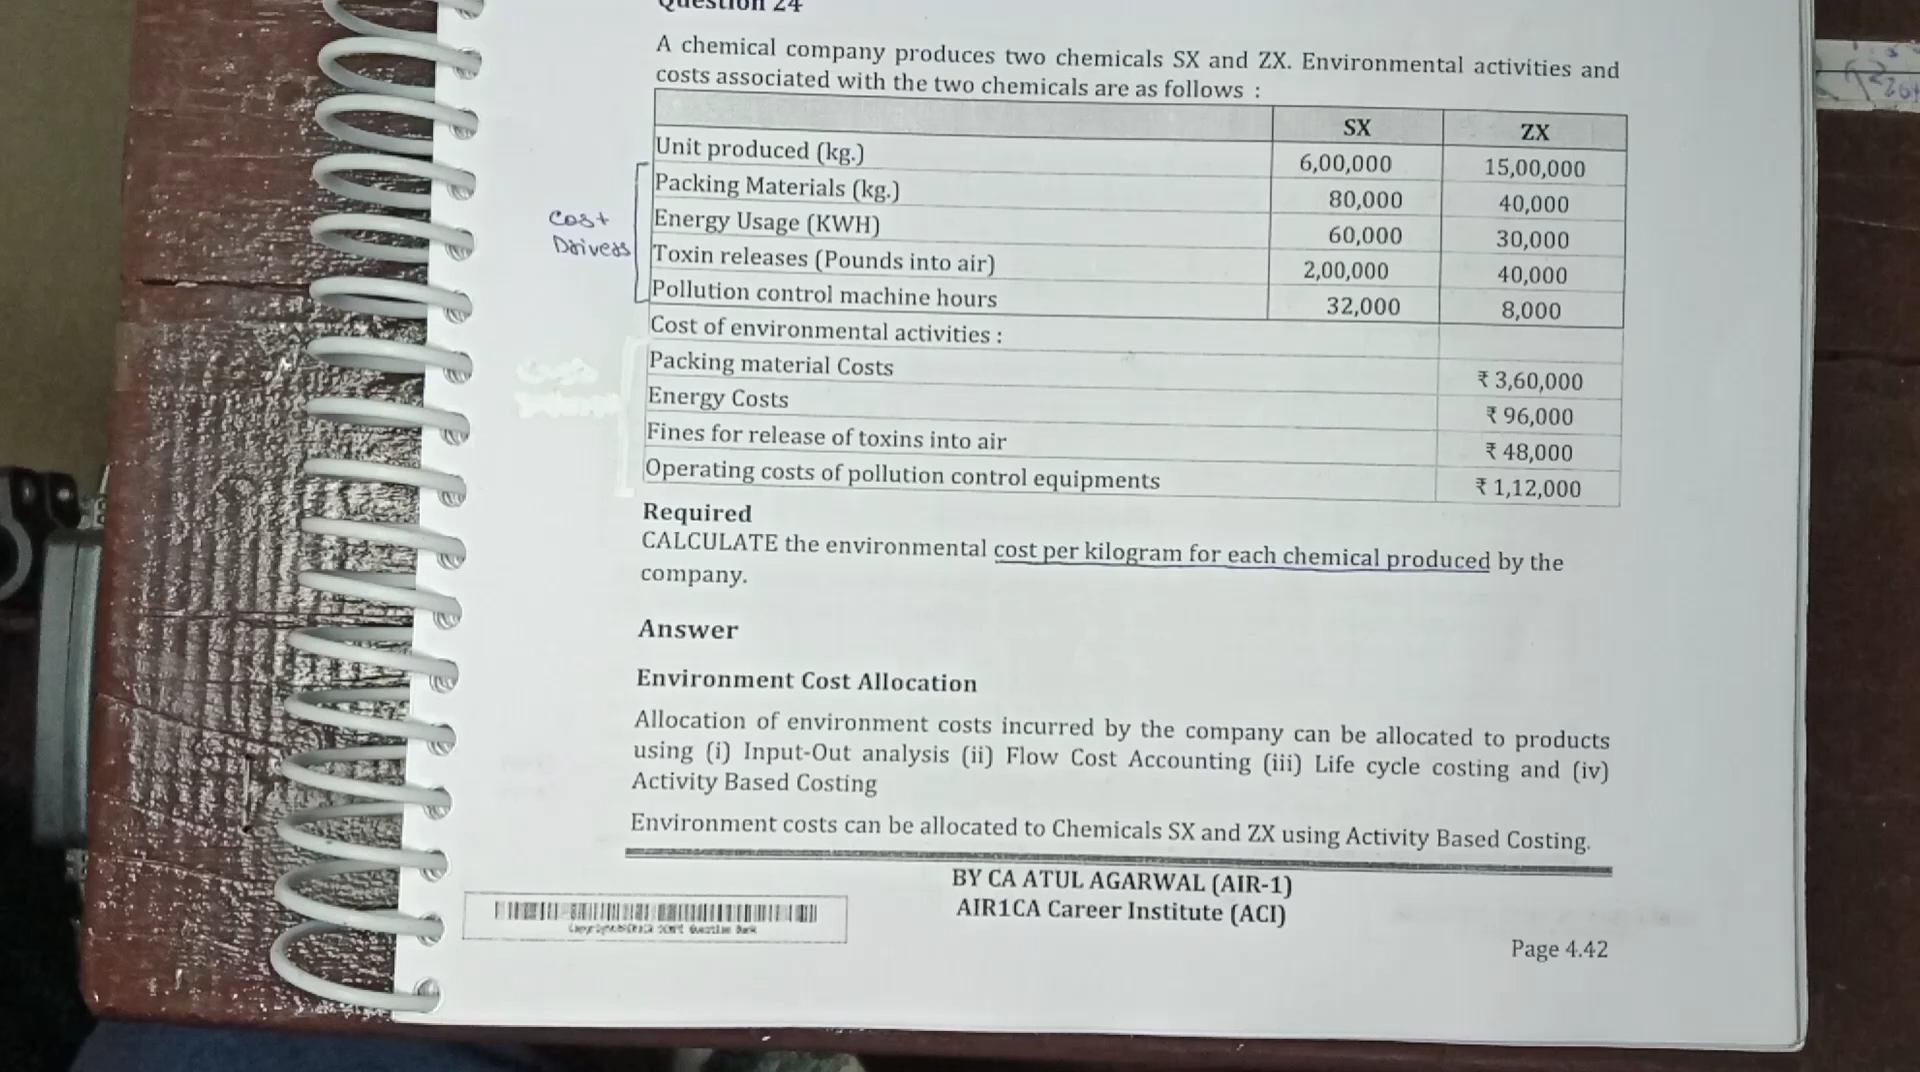 Question 24
A chemical company produces two chemicals SX and ZX. Environmental activities and
costs associated with the two chemicals are as follows :
SX ZX
Unit produced (kg.) 6,00,000 15,00,000
Packing Materials (kg.) 80,000 40,000
Cost
Drivers
Energy Usage (KWH) 60,000 30,000
Toxin releases (Pounds into air) 2,00,000 40,000
Pollution control machine hours 32,000 8,000
Cost of environmental activities :
Packing material Costs ₹ 3,60,000
Energy Costs ₹ 96,000
Fines for release of toxins into air ₹ 48,000
Operating costs of pollution control equipments ₹ 1,12,000
Required
CALCULATE the environmental cost per kilogram for each chemical produced by the
company.
Answer
Environment Cost Allocation
Allocation of environment costs incurred by the company can be allocated to products
using (i) Input-Out analysis (ii) Flow Cost Accounting (iii) Life cycle costing and (iv)
Activity Based Costing
Environment costs can be allocated to Chemicals SX and ZX using Activity Based Costing.
BY CA ATUL AGARWAL (AIR-1)
AIR1CA Career Institute (ACI)
Page 4.42